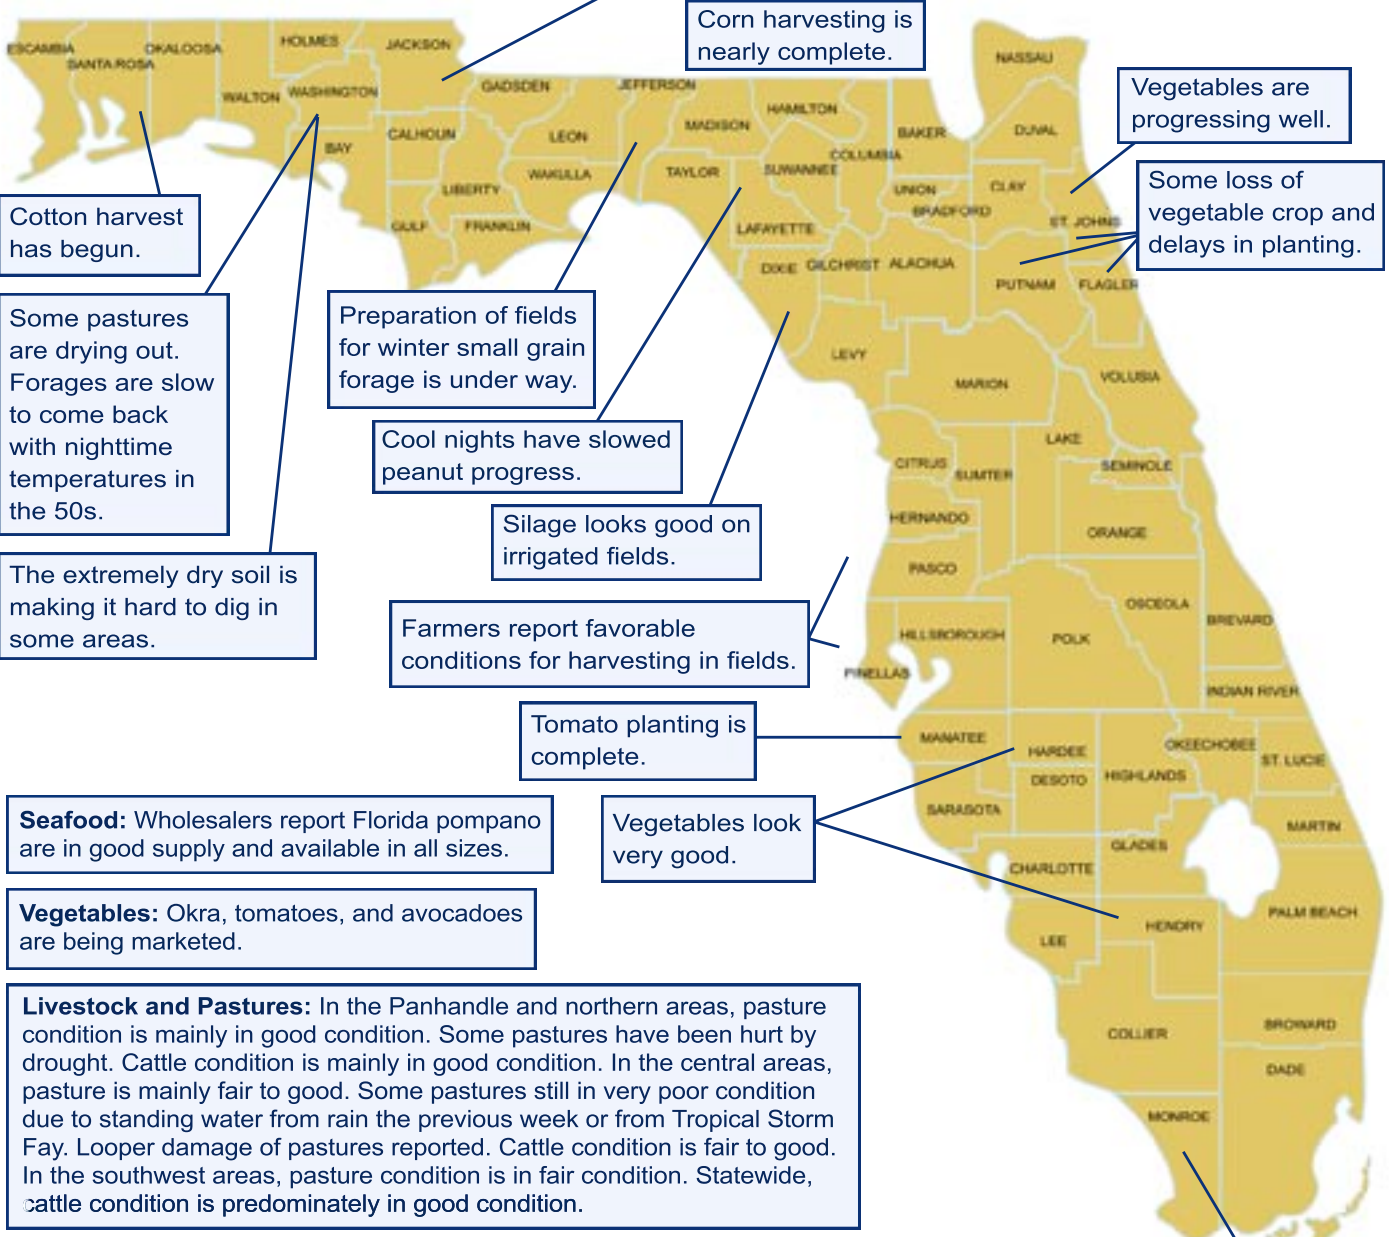 Corn harvesting is
nearly complete.
Vegetables are
progressing well.
Some loss of
vegetable crop and
delays in planting.
Cotton harvest
has begun.
Some pastures
are drying out.
Forages are slow
to come back
with nighttime
temperatures in
the 50s.
The extremely dry soil is
making it hard to dig in
some areas.
Preparation of fields
for winter small grain
forage is under way.
Cool nights have slowed
peanut progress.
Silage looks good on
irrigated fields.
Farmers report favorable
conditions for harvesting in fields.
Tomato planting is
complete.
Vegetables look
very good.
Seafood: Wholesalers report Florida pompano
are in good supply and available in all sizes.
Vegetables: Okra, tomatoes, and avocadoes
are being marketed.
Livestock and Pastures: In the Panhandle and northern areas, pasture
condition is mainly in good condition. Some pastures have been hurt by
drought. Cattle condition is mainly in good condition. In the central areas,
pasture is mainly fair to good. Some pastures still in very poor condition
due to standing water from rain the previous week or from Tropical Storm
Fay. Looper damage of pastures reported. Cattle condition is fair to good.
In the southwest areas, pasture condition is in fair condition. Statewide,
cattle condition is predominately in good condition.
ESCAMBIA
SANTA ROSA
OKALOOSA
WALTON
HOLMES
WASHINGTON
JACKSON
BAY
CALHOUN
GULF
GADSDEN
LIBERTY
FRANKLIN
LEON
WAKULLA
JEFFERSON
MADISON
TAYLOR
HAMILTON
SUWANNEE
LAFAYETTE
DIXIE
COLUMBIA
GILCHRIST
BAKER
UNION
BRADFORD
ALACHUA
NASSAU
DUVAL
CLAY
ST. JOHNS
PUTNAM
FLAGLER
LEVY
MARION
VOLUSIA
CITRUS
SUMTER
LAKE
SEMINOLE
HERNANDO
ORANGE
PASCO
OSCEOLA
BREVARD
HILLSBOROUGH
POLK
PINELLAS
INDIAN RIVER
MANATEE
HARDEE
OKEECHOBEE
ST. LUCIE
DESOTO
HIGHLANDS
SARASOTA
MARTIN
GLADES
CHARLOTTE
PALM BEACH
HENDRY
LEE
COLLIER
BROWARD
DADE
MONROE